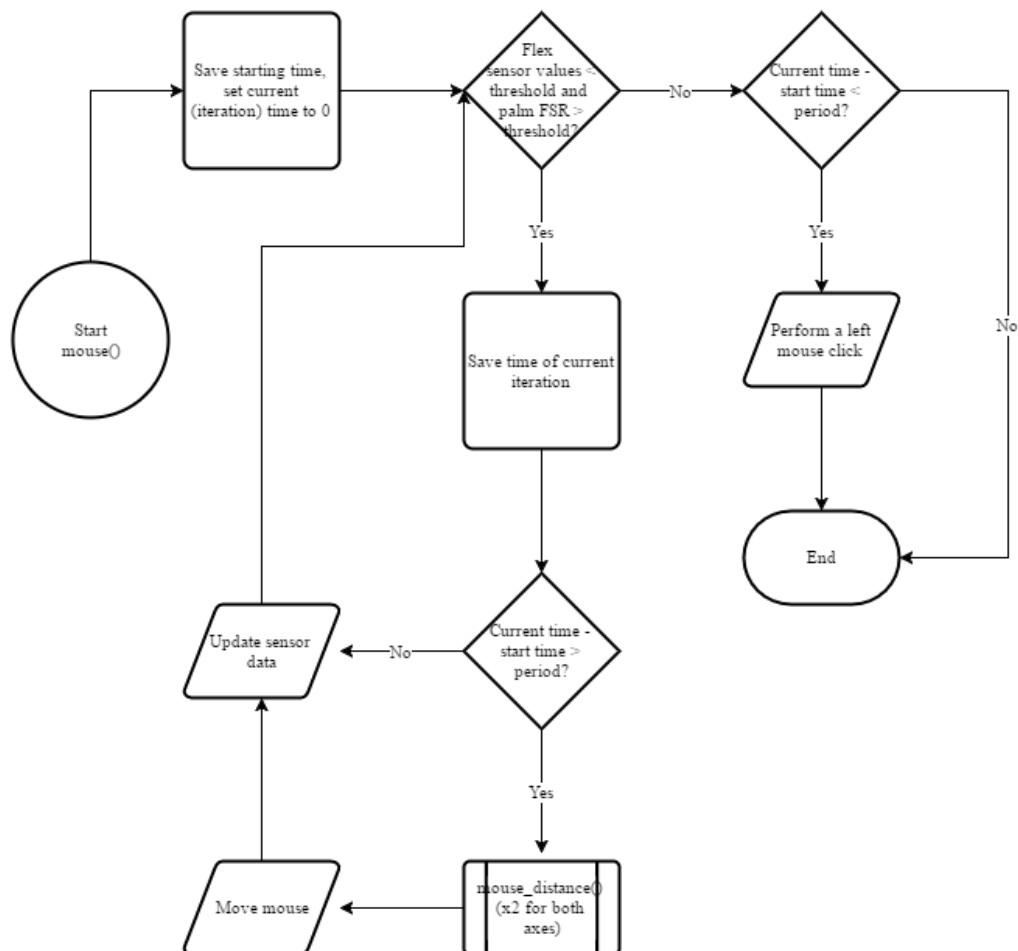 Save starting time,
set current
(iteration) time to 0
Flex
sensor values <
threshold and
palm FSR >
threshold?
No
Current time -
start time <
period?
Yes
Yes
Start
mouse()
Save time of current
iteration
Perform a left
mouse click
No
End
Update sensor
data
No
Current time -
start time >
period?
Yes
Move mouse
mouse_distance()
(x2 for both
axes)